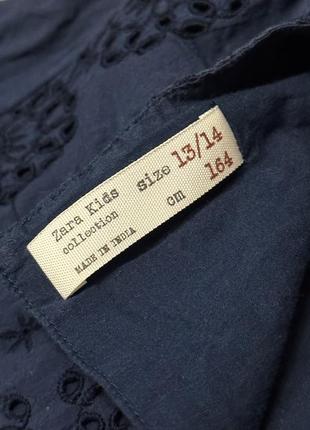 Zara Kids size 13/14
collection cm 164
MADE IN INDIA